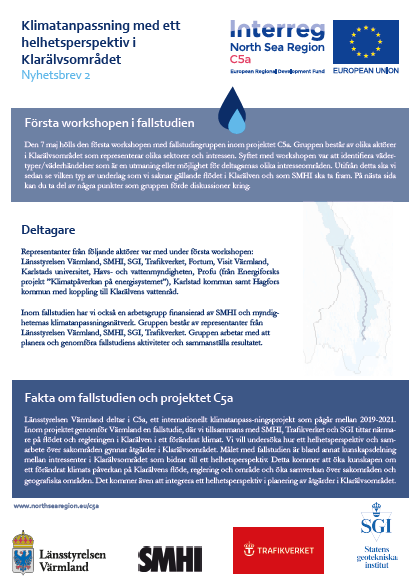 Klimatanpassning med ett
helhetsperspektiv i
Klarälvsområdet
Nyhetsbrev 2
Interreg
North Sea Region
C5a
European Regional Development Fund
EUROPEAN UNION
Första workshopen i fallstudien
Den 7 maj hölls den första workshopen med fallstudiegruppen inom projektet C5a. Gruppen består av olika aktörer
i Klarälvsområdet som representerar olika sektorer och intressen. Syftet med workshopen var att identifiera väder-
typer/väderhändelser som är en utmaning eller möjlighet för deltagarnas olika intresseområden. Utifrån detta ska vi
sedan se vilken typ av underlag som vi saknar gällande flödet i Klarälven och som SMHI ska ta fram. På nästa sida
kan du ta del av några punkter som gruppen förde diskussioner kring.
Deltagare
Representanter från följande aktörer var med under första workshopen:
Länsstyrelsen Värmland, SMHI, SGI, Trafikverket, Fortum, Visit Värmland,
Karlstads universitet, Havs- och vattenmyndigheten, Profu (från Energiforsks
projekt "Klimatpåverkan på energisystemet"), Karlstad kommun samt Hagfors
kommun med koppling till Klarälvens vattenråd.
Inom fallstudien har vi också en arbetsgrupp finansierad av SMHI och myndig-
heternas klimatanpassningsnätverk. Gruppen består av representanter från
Länsstyrelsen Värmland, SMHI, SGI, Trafikverket. Gruppen arbetar med att
planera och genomföra fallstudiens aktiviteter och sammanställa resultatet.
Fakta om fallstudien och projektet C5a
Länsstyrelsen Värmland deltar i C5a, ett internationellt klimatanpass-ningsprojekt som pågår mellan 2019-2021.
Inom projektet genomför Värmland en fallstudie, där vi tillsammans med SMHI, Trafikverket och SGI tittar närma-
re på flödet och regleringen i Klarälven i ett förändrat klimat. Vi vill undersöka hur ett helhetsperspektiv och sam-
arbete över sakområden gynnar åtgärder i Klarälvsområdet. Målet med fallstudien är bland annat kunskapsdelning
mellan intressenter i Klarälvsområdet som bidrar till ett helhetsperspektiv. Detta kommer att öka kunskapen om
ett förändrat klimats påverkan på Klarälvens flöde, reglering och område och öka samverkan över sakområden och
geografiska områden. Det kommer även att integrera ett helhetsperspektiv i planering av åtgärder i Klarälvsområdet.
www.northsearegion.eu/c5a
Länsstyrelsen
Värmland
SMHI
TRAFIKVERKET
SGI
Statens
geotekniska
institut